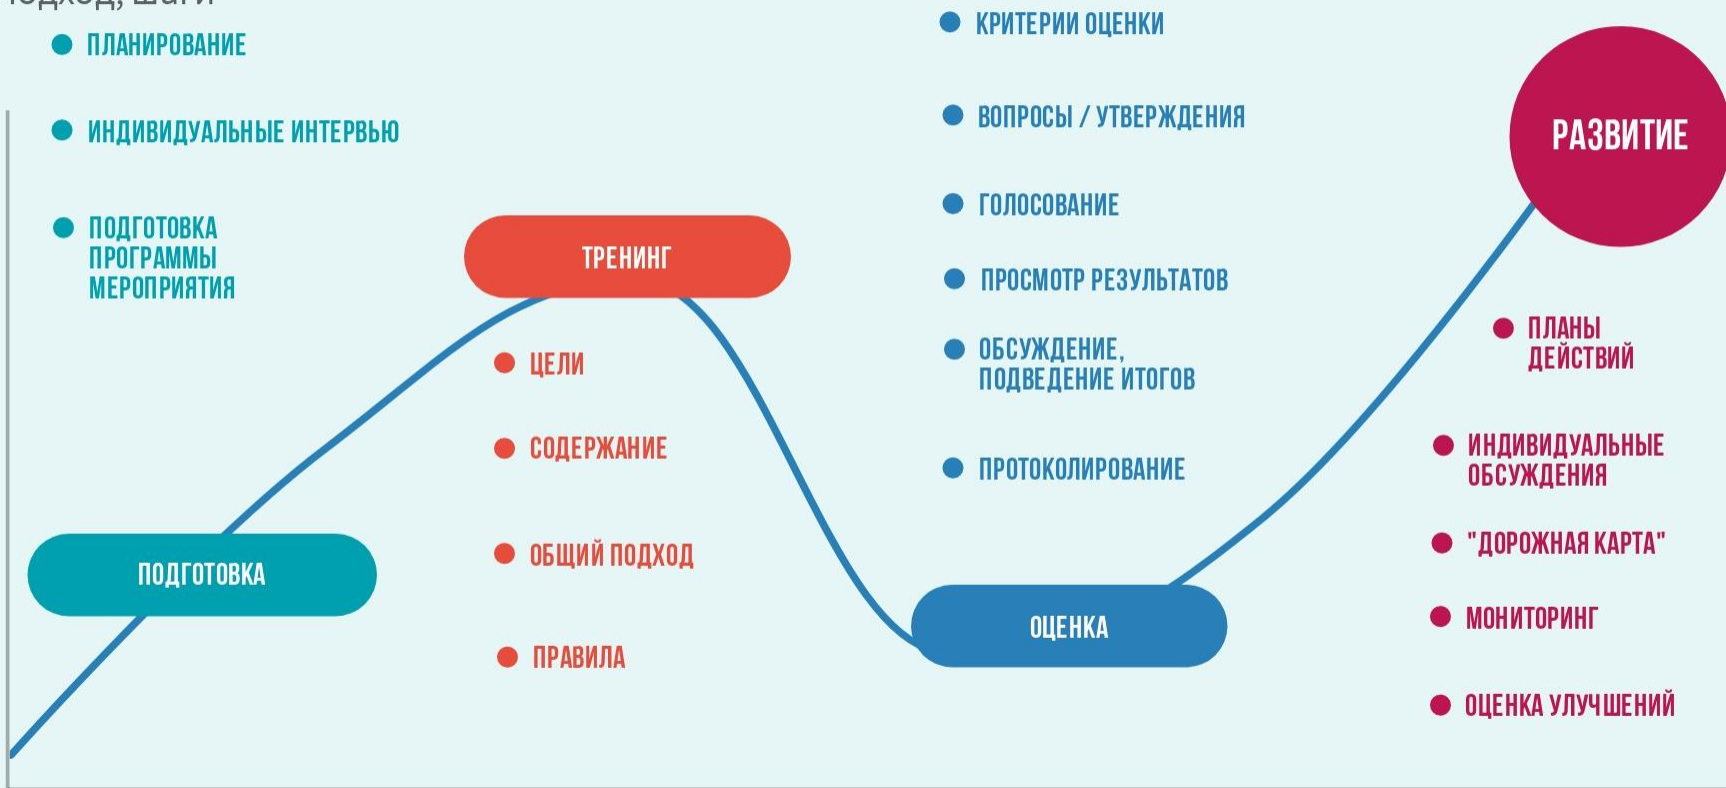 шаги
ПЛАНИРОВАНИЕ
ИНДИВИДУАЛЬНЫЕ ИНТЕРВЬЮ
ПОДГОТОВКА
ПРОГРАММЫ
МЕРОПРИЯТИЯ
ПОДГОТОВКА
ТРЕНИНГ
ЦЕЛИ
СОДЕРЖАНИЕ
ОБЩИЙ ПОДХОД
ПРАВИЛА
КРИТЕРИИ ОЦЕНКИ
ВОПРОСЫ / УТВЕРЖДЕНИЯ
ГОЛОСОВАНИЕ
ПРОСМОТР РЕЗУЛЬТАТОВ
ОБСУЖДЕНИЕ,
ПОДВЕДЕНИЕ ИТОГОВ
ПРОТОКОЛИРОВАНИЕ
ОЦЕНКА
РАЗВИТИЕ
ПЛАНЫ
ДЕЙСТВИЙ
ИНДИВИДУАЛЬНЫЕ
ОБСУЖДЕНИЯ
"ДОРОЖНАЯ КАРТА"
МОНИТОРИНГ
ОЦЕНКА УЛУЧШЕНИЙ